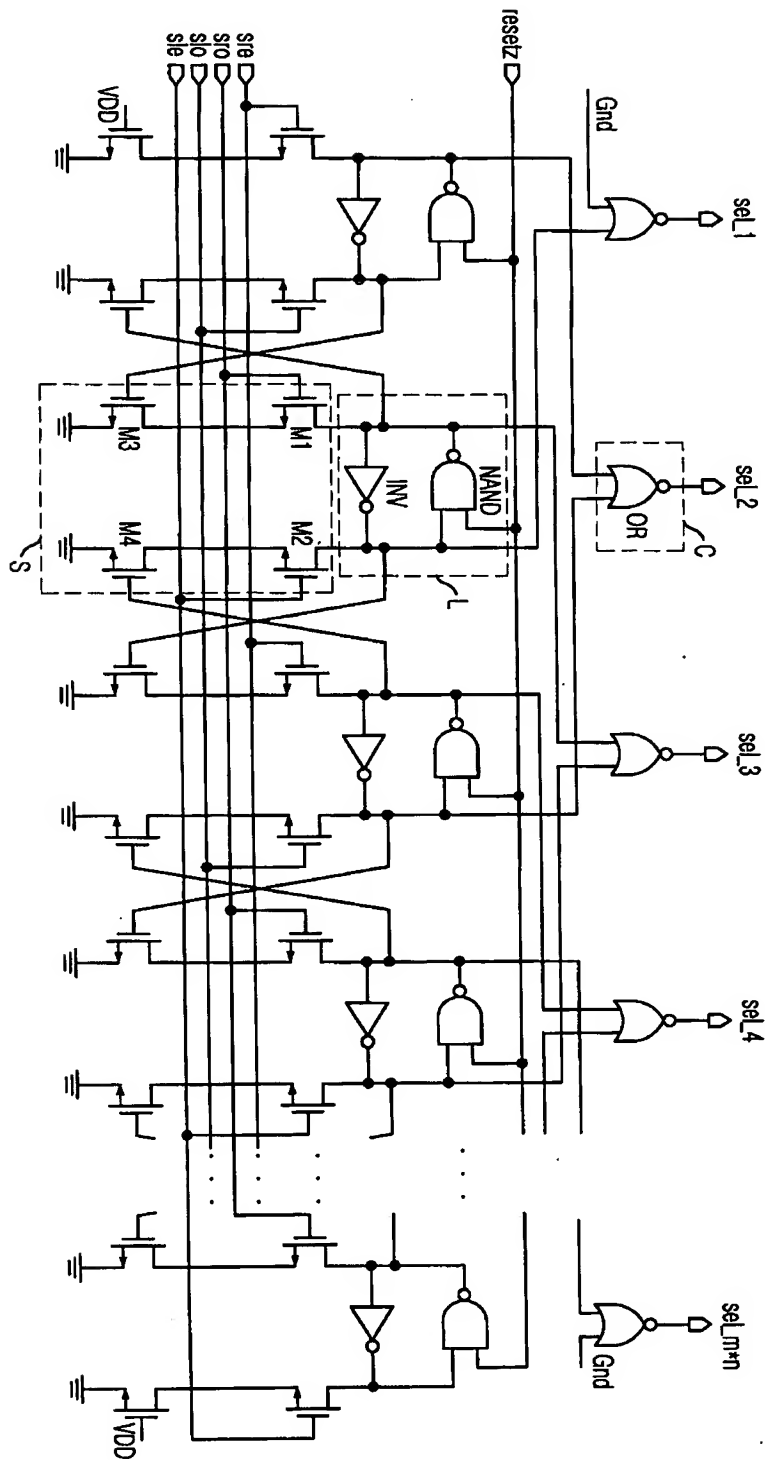 sel_1
sel_2
sel_3
sel_4
sel_m*n
Gnd
OR
C
Gnd
resetz
NAND
INV
L
sre
sro
slo
sle
M1
M2
M3
M4
VDD
VDD
S